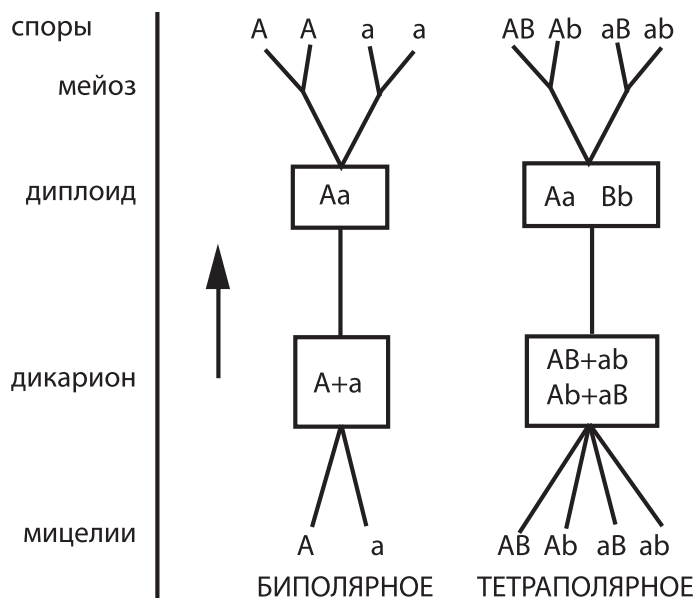 споры A A a a AB Ab aB ab
мейоз
диплоид Aa Aa Bb
дикарион A+a AB+ab
Ab+aB
мицелии A a AB Ab aB ab
БИПОЛЯРНОЕ ТЕТРАПОЛЯРНОЕ